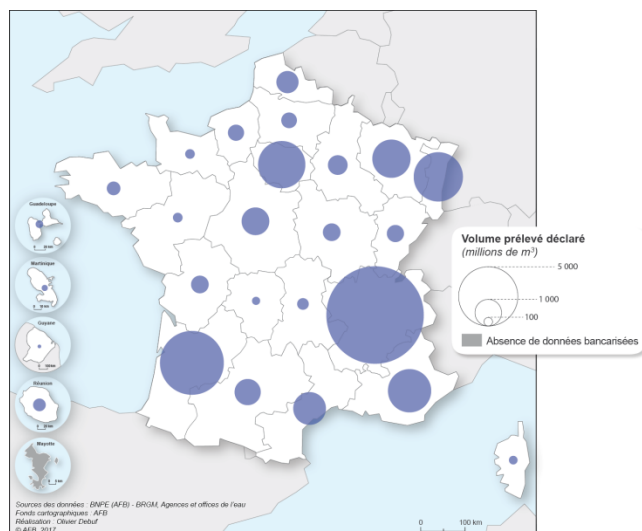 Guadeloupe
Martinique
Guyane
Réunion
Mayotte
Volume prélevé déclaré
(millions de m³)
5 000
1 000
100
Absence de données bancarisées
Sources des données : BNPE (AFB) - BRGM, Agences et offices de l'eau
Fonds cartographiques : AFB
Réalisation : Olivier Debuf
© AFB, 2017
0 100 km